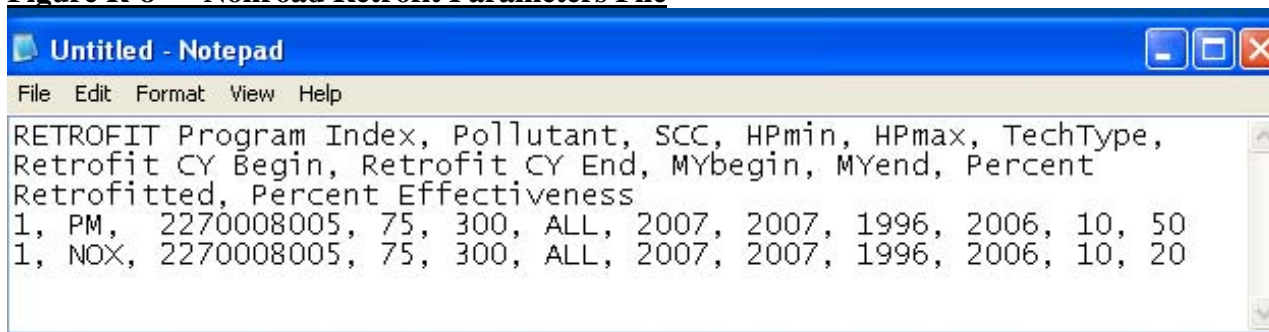 Untitled - Notepad
File Edit Format View Help
RETROFIT Program Index, Pollutant, SCC, HPmin, HPmax, TechType,
Retrofit CY Begin, Retrofit CY End, MYbegin, MYend, Percent
Retrofitted, Percent Effectiveness
1, PM, 2270008005, 75, 300, ALL, 2007, 2007, 1996, 2006, 10, 50
1, NOX, 2270008005, 75, 300, ALL, 2007, 2007, 1996, 2006, 10, 20